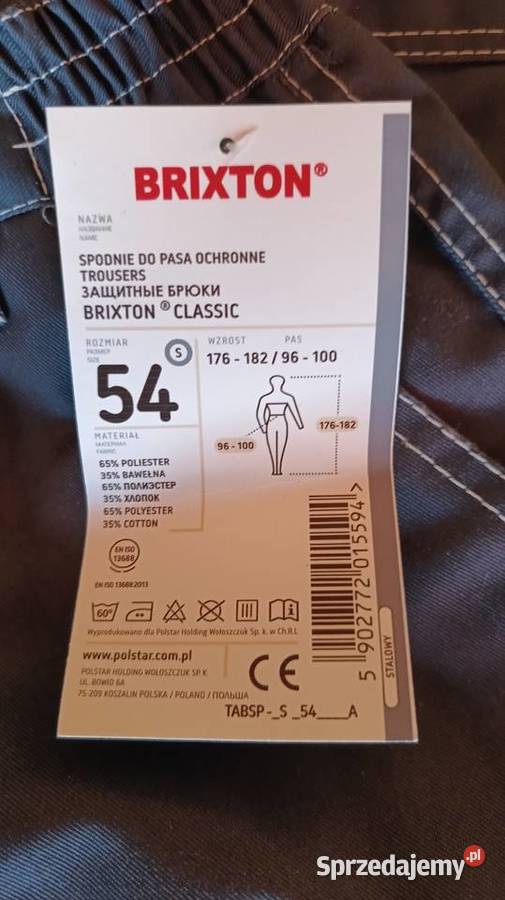 BRIXTON®
NAZWA
НАЗВАНИЕ
NAME
SPODNIE DO PASA OCHRONNE
TROUSERS
ЗАЩИТНЫЕ БРЮКИ
BRIXTON® CLASSIC
ROZMIAR
РАЗМЕР
SIZE
S
54
WZROST PAS
176 - 182 / 96 - 100
96 - 100
176-182
MATERIAŁ
МАТЕРИАЛ
FABRIC
65% POLIESTER
35% BAWEŁNA
65% ПОЛИЭСТЕР
35% ХЛОПОК
65% POLYESTER
35% COTTON
EN ISO
13688
EN ISO 13688:2013
60°
Wyprodukowano dla Polstar Holding Wołoszczuk Sp. k. w Ch.R.L
www.polstar.com.pl
POLSTAR HOLDING WOŁOSZCZUK SP. K.
UL. BOWID 6A
75-209 KOSZALIN POLSKA / POLAND / ПОЛЬША
CE
TABSP-_S _54____A
5 902772 015594 >
STALOWY
Sprzedajemy.pl